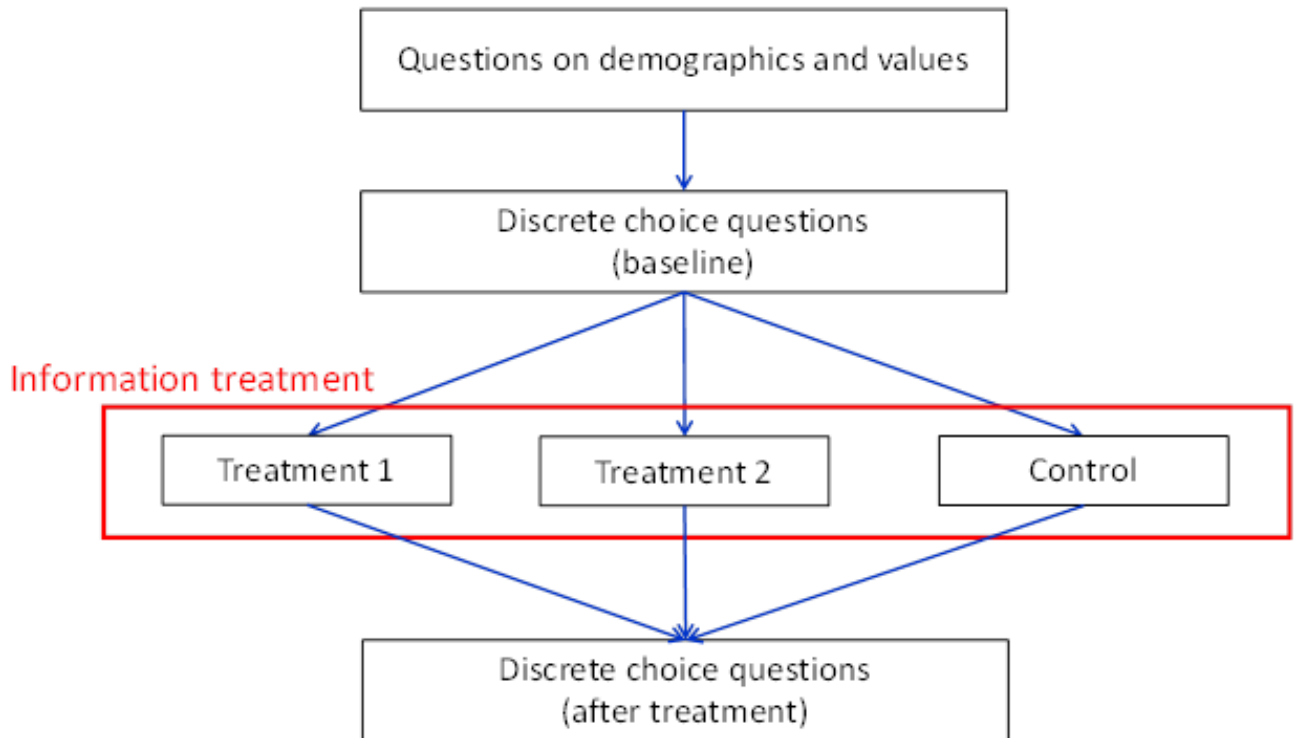 Questions on demographics and values
Discrete choice questions
(baseline)
Information treatment
Treatment 1
Treatment 2
Control
Discrete choice questions
(after treatment)